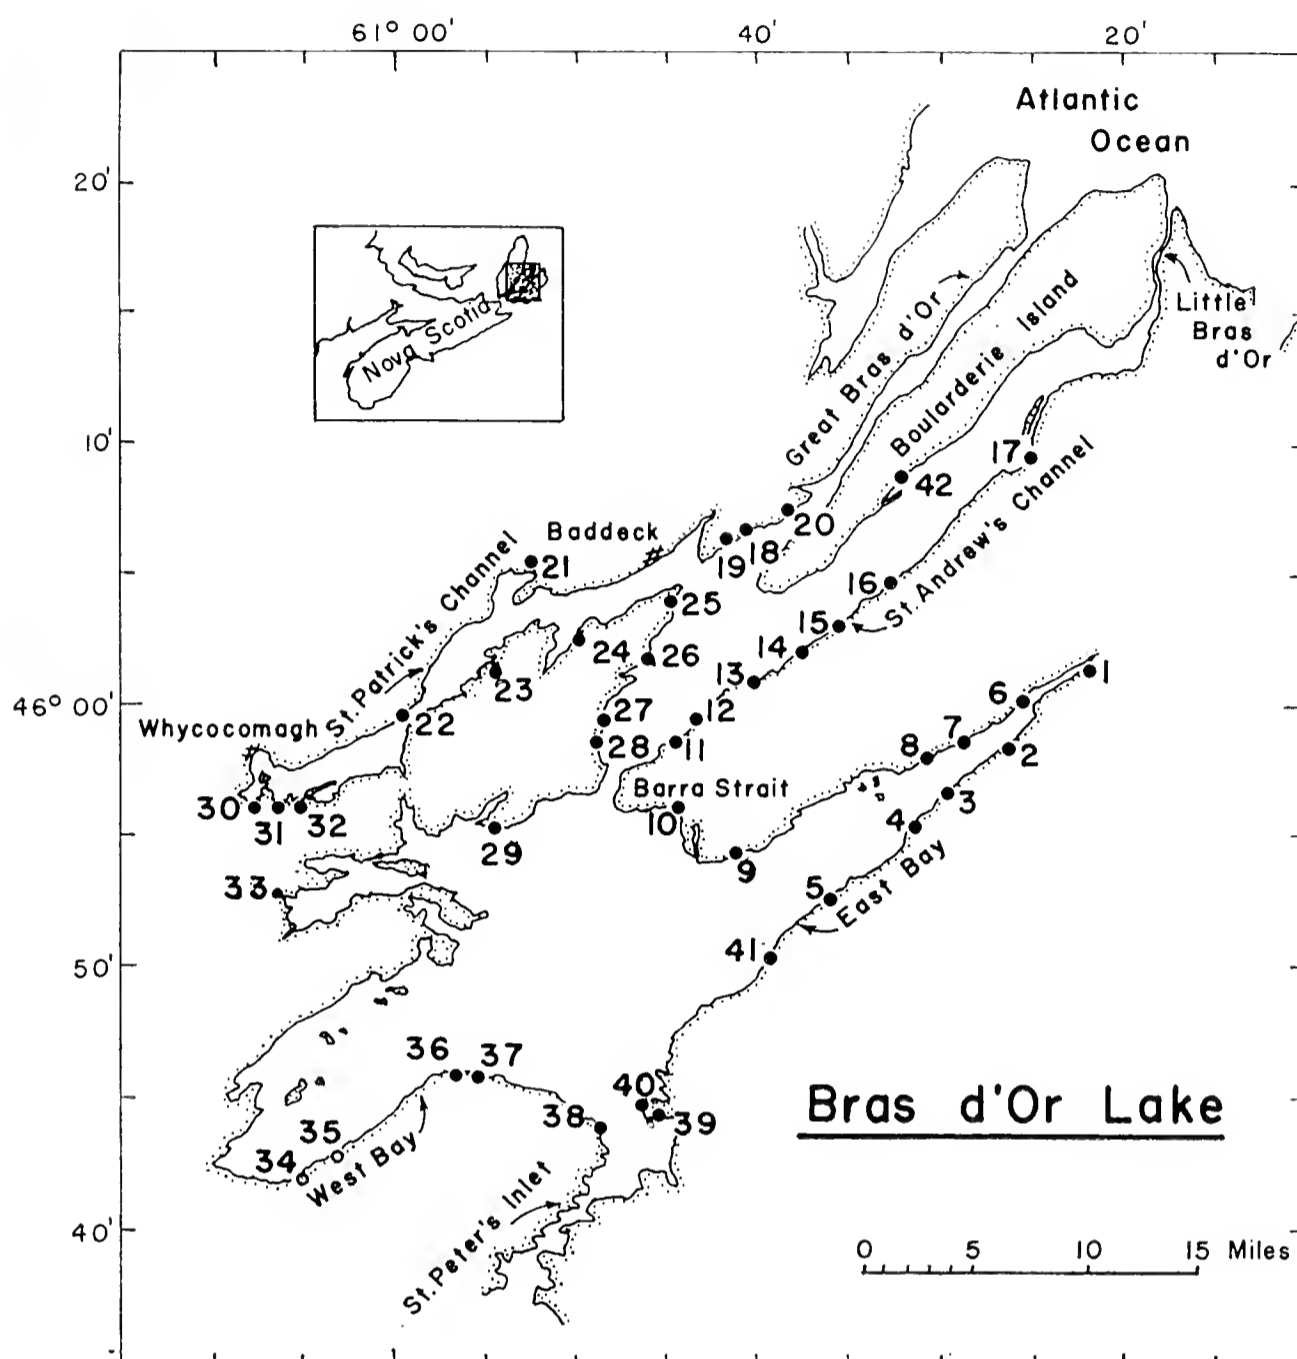 61° 00'
40'
20'
Atlantic
Ocean
20'
Nova Scotia
Great Bras d'Or
Boularderie Island
Little
Bras
d'Or
10'
17
42
St. Andrew's Channel
20
18
19
Baddeck
21
St. Patrick's Channel
16
25
15
24
26
14
23
13
1
6
46° 00'
27
12
22
7
Whycocomagh
28
11
8
2
Barra Strait
30
31
32
10
3
4
29
9
33
5
East Bay
41
50'
36
37
40
38
39
Bras d'Or Lake
35
34
West Bay
St. Peter's Inlet
40'
0 5 10 15 Miles